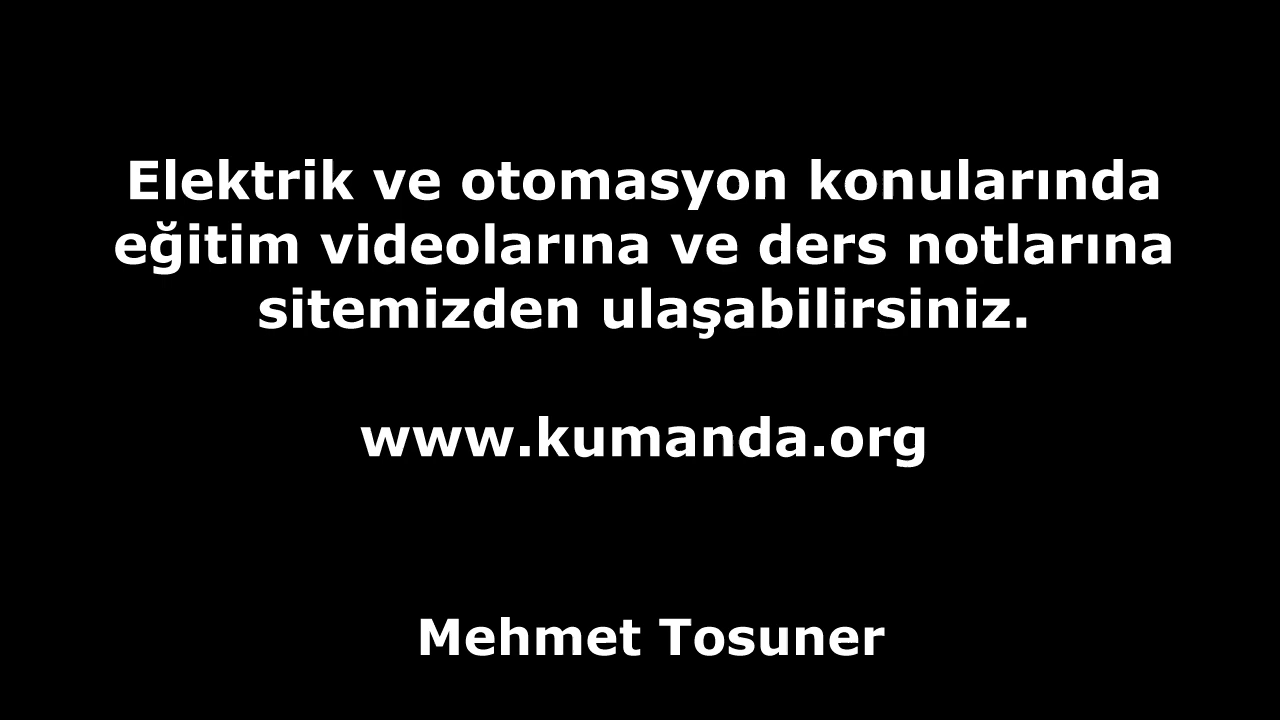 Elektrik ve otomasyon konularında
eğitim videolarına ve ders notlarına
sitemizden ulaşabilirsiniz.
www.kumanda.org
Mehmet Tosuner